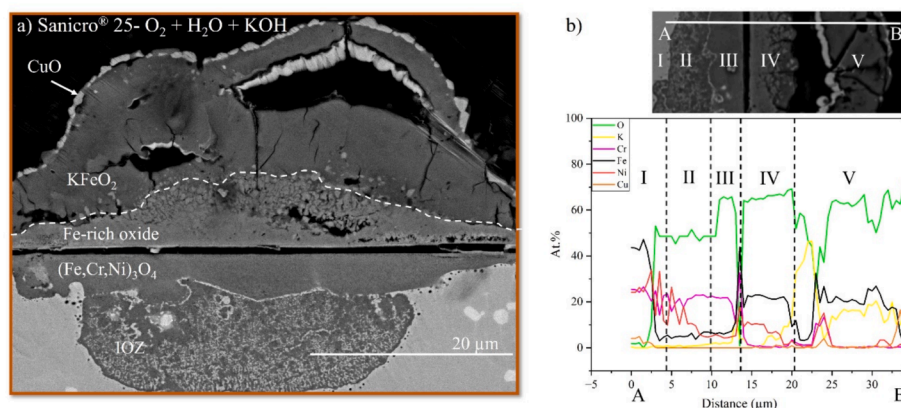 a) Sanicro® 25- O₂ + H₂O + KOH
CuO
KFeO₂
Fe-rich oxide
(Fe,Cr,Ni)₃O₄
IOZ
20 µm
b)
A B
I II III IV V
100
80
60
40
20
0
At.%
O
K
Cr
Fe
Ni
Cu
I II III IV V
−5 0 5 10 15 20 25 30
Distance (µm)
A